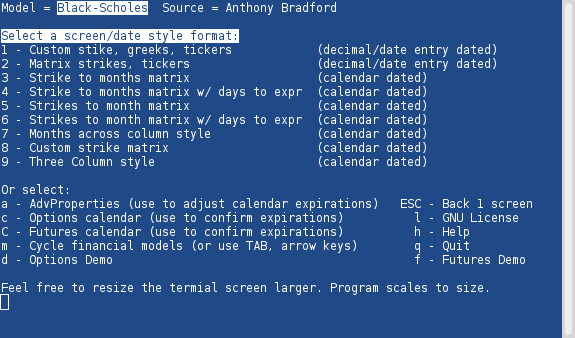 Model = Black-Scholes  Source = Anthony Bradford
Select a screen/date style format:
1 - Custom stike, greeks, tickers (decimal/date entry dated)
2 - Matrix strikes, tickers (decimal/date entry dated)
3 - Strike to months matrix (calendar dated)
4 - Strike to months matrix w/ days to expr (calendar dated)
5 - Strikes to month matrix (calendar dated)
6 - Strikes to month matrix w/ days to expr (calendar dated)
7 - Months across column style (calendar dated)
8 - Custom strike matrix (calendar dated)
9 - Three Column style (calendar dated)
Or select:
a - AdvProperties (use to adjust calendar expirations) ESC - Back 1 screen
c - Options calendar (use to confirm expirations) l - GNU License
C - Futures calendar (use to confirm expirations) h - Help
m - Cycle financial models (or use TAB, arrow keys) q - Quit
d - Options Demo f - Futures Demo
Feel free to resize the termial screen larger. Program scales to size.